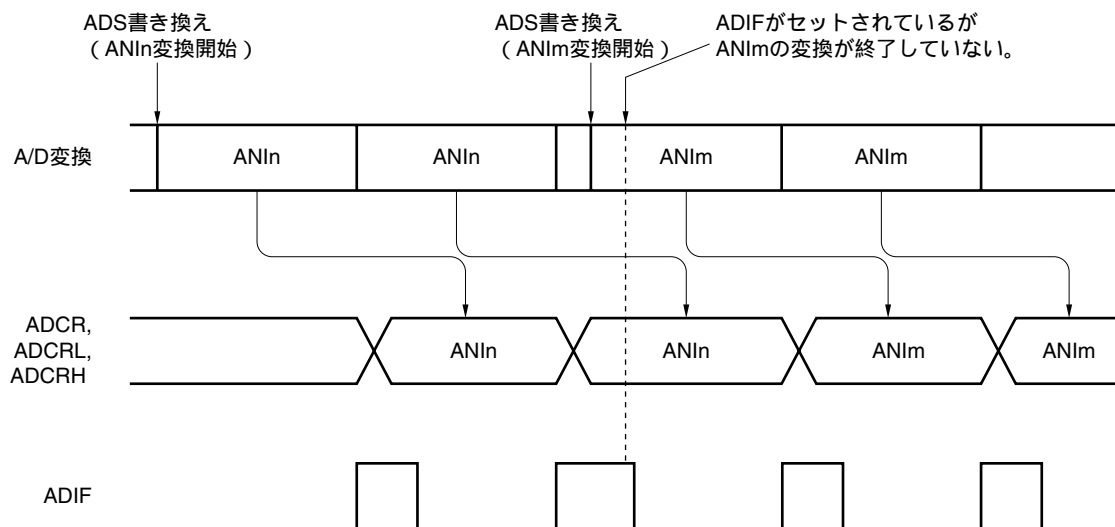 ADS書き換え
（ANIn変換開始）
ADS書き換え
（ANIm変換開始）
ADIFがセットされているが
ANImの変換が終了していない。
A/D変換
ANIn
ANIn
ANIm
ANIm
ADCR,
ADCRL,
ADCRH
ANIn
ANIn
ANIm
ANIm
ADIF